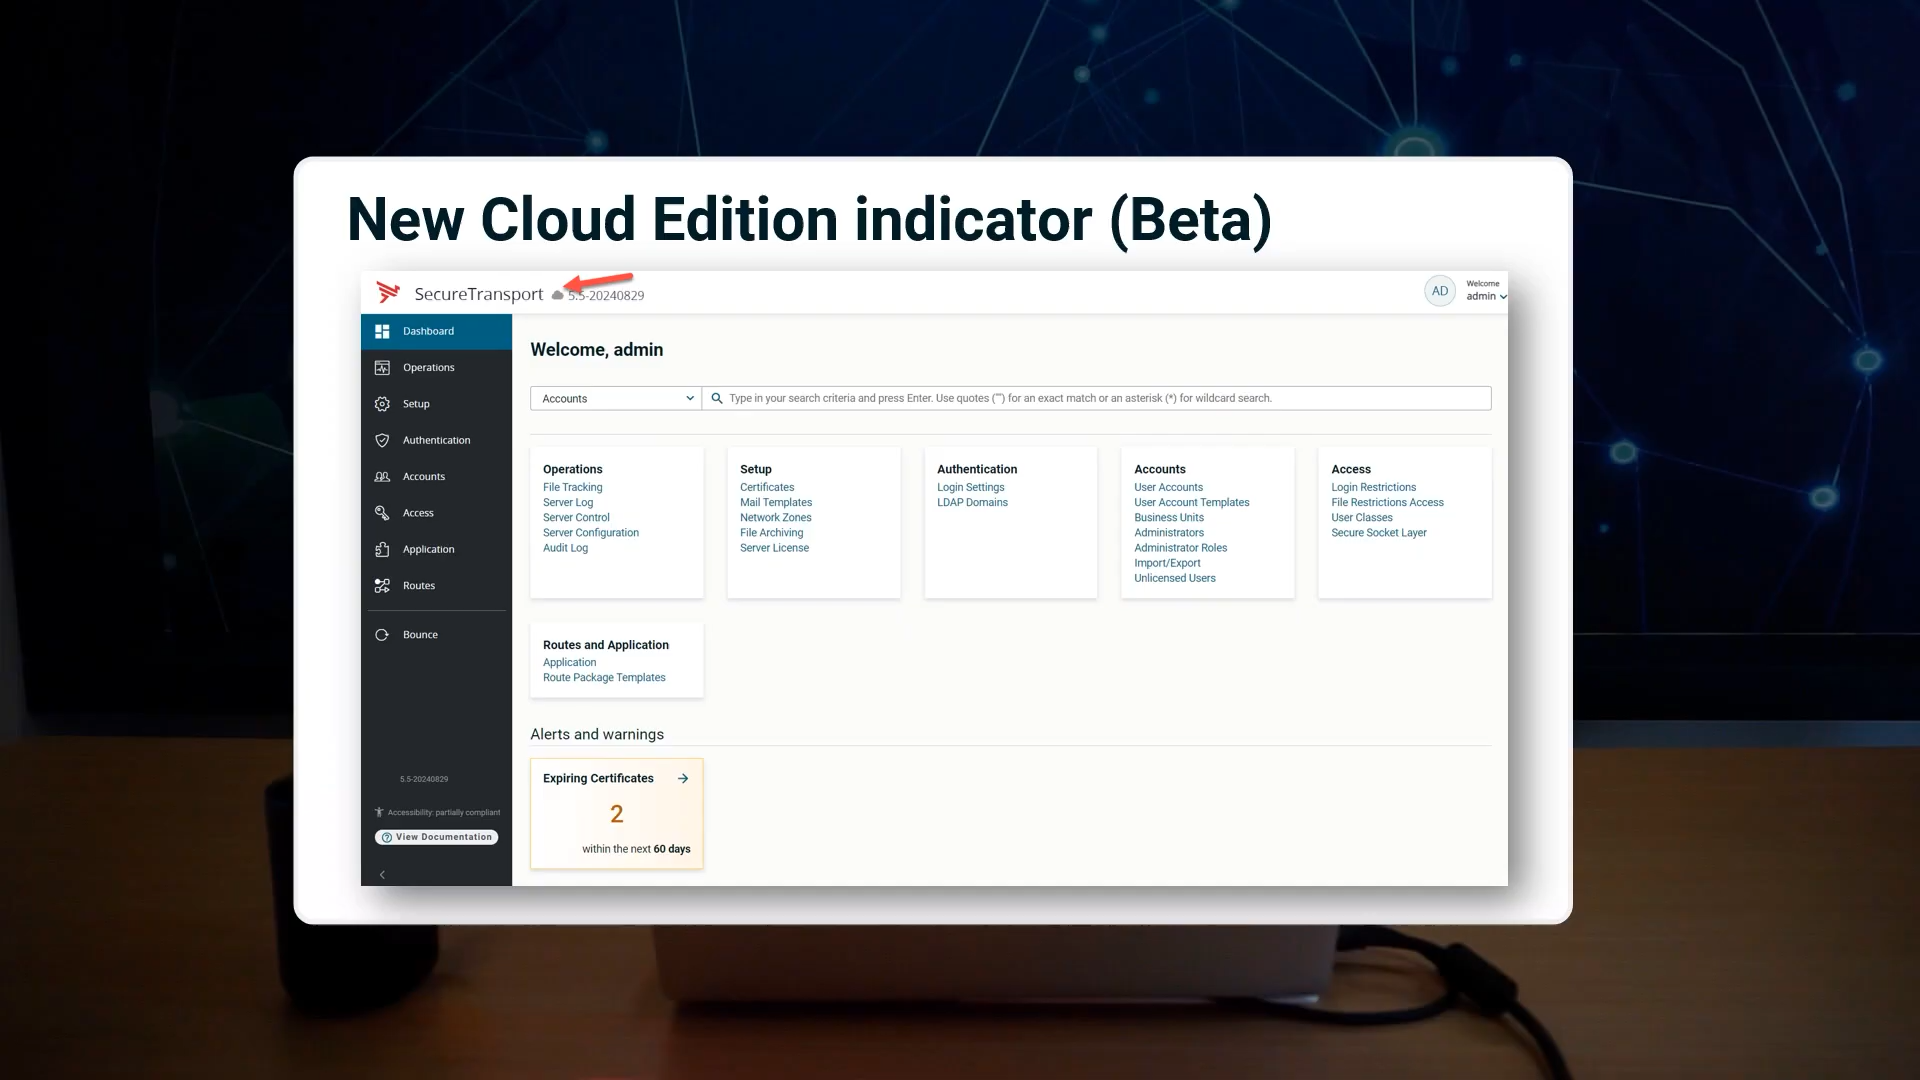 New Cloud Edition indicator (Beta)
SecureTransport 5.5-20240829
AD
Welcome
admin
Dashboard
Operations
Setup
Authentication
Accounts
Access
Application
Routes
Bounce
5.5-20240829
Accessibility: partially compliant
View Documentation
Welcome, admin
Accounts
Type in your search criteria and press Enter. Use quotes ("") for an exact match or an asterisk (*) for wildcard search.
Operations
File Tracking
Server Log
Server Control
Server Configuration
Audit Log
Setup
Certificates
Mail Templates
Network Zones
File Archiving
Server License
Authentication
Login Settings
LDAP Domains
Accounts
User Accounts
User Account Templates
Business Units
Administrators
Administrator Roles
Import/Export
Unlicensed Users
Access
Login Restrictions
File Restrictions Access
User Classes
Secure Socket Layer
Routes and Application
Application
Route Package Templates
Alerts and warnings
Expiring Certificates
2
within the next 60 days